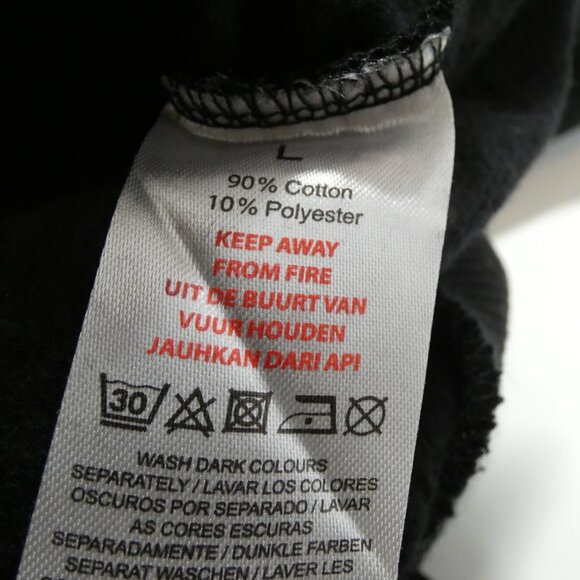 L
90% Cotton
10% Polyester
KEEP AWAY
FROM FIRE
UIT DE BUURT VAN
VUUR HOUDEN
JAUHKAN DARI API
30
WASH DARK COLOURS
SEPARATELY / LAVAR LOS COLORES
OSCUROS POR SEPARADO / LAVAR
AS CORES ESCURAS
SEPARADAMENTE / DUNKLE FARBEN
SEPARAT WASCHEN / LAVER LES